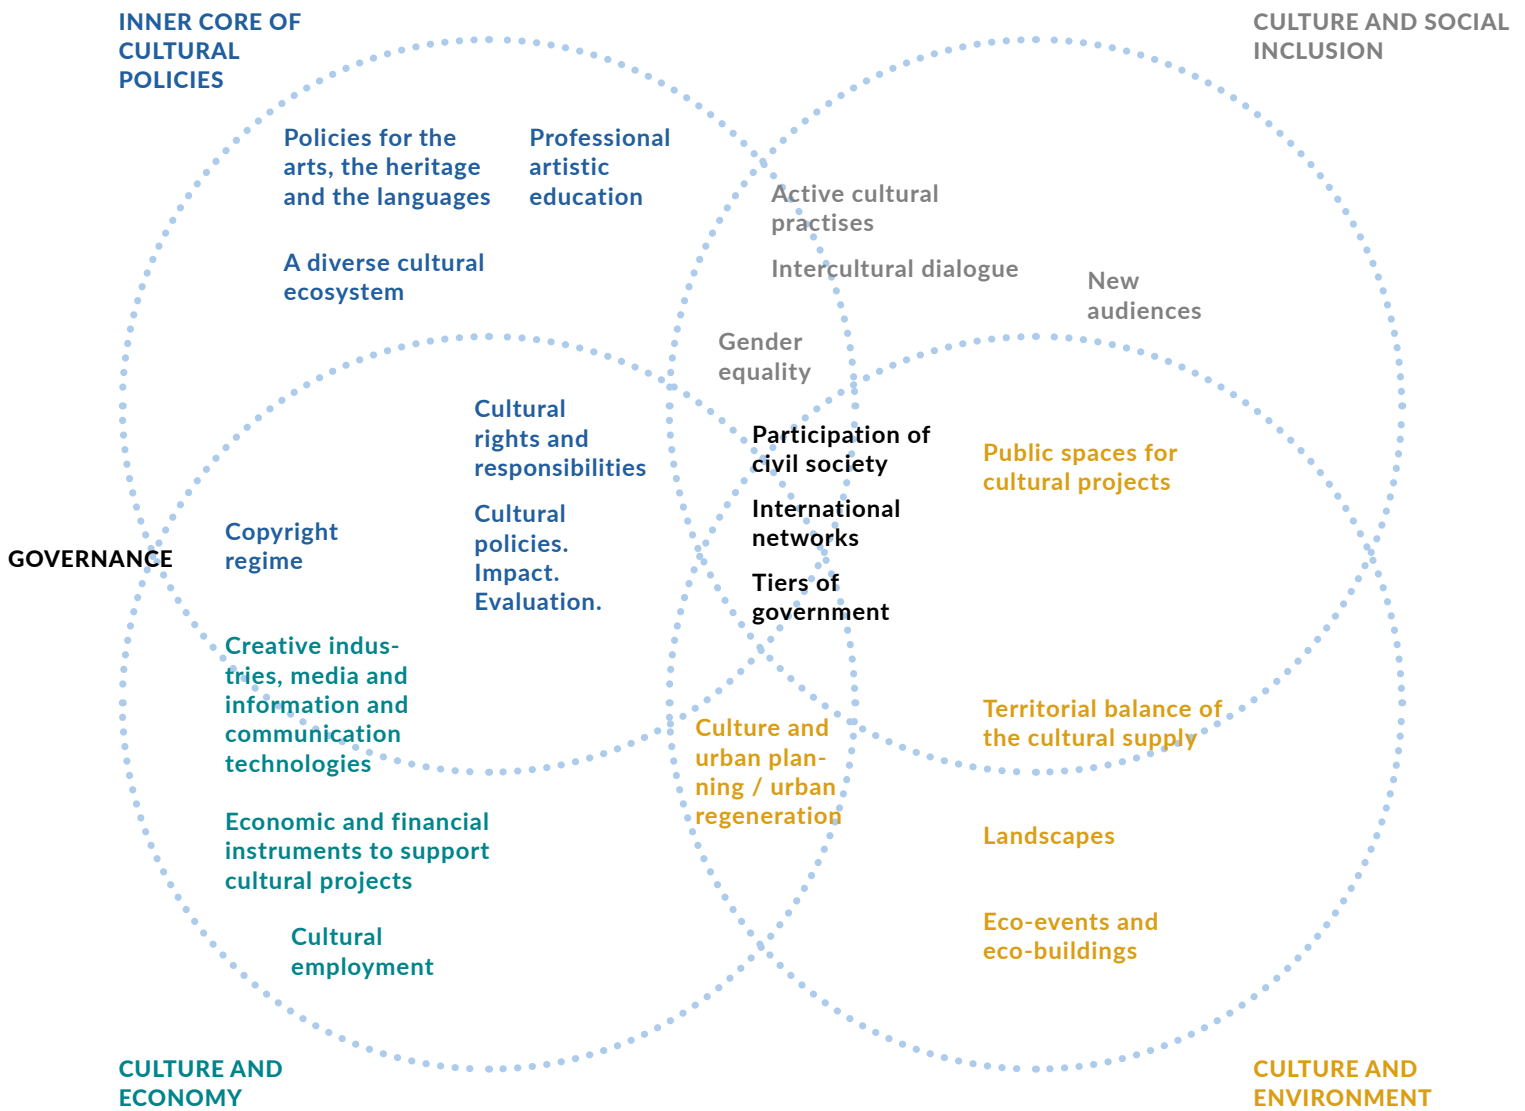 INNER CORE OF
CULTURAL
POLICIES
CULTURE AND SOCIAL
INCLUSION
Policies for the
arts, the heritage
and the languages
Professional
artistic
education
Active cultural
practises
A diverse cultural
ecosystem
Intercultural dialogue
New
audiences
Gender
equality
Cultural
rights and
responsibilities
Participation of
civil society
Public spaces for
cultural projects
GOVERNANCE
Copyright
regime
Cultural
policies.
Impact.
Evaluation.
International
networks
Tiers of
government
Creative indus-
tries, media and
information and
communication
technologies
Culture and
urban plan-
ning / urban
regeneration
Territorial balance of
the cultural supply
Economic and financial
instruments to support
cultural projects
Landscapes
Cultural
employment
Eco-events and
eco-buildings
CULTURE AND
ECONOMY
CULTURE AND
ENVIRONMENT